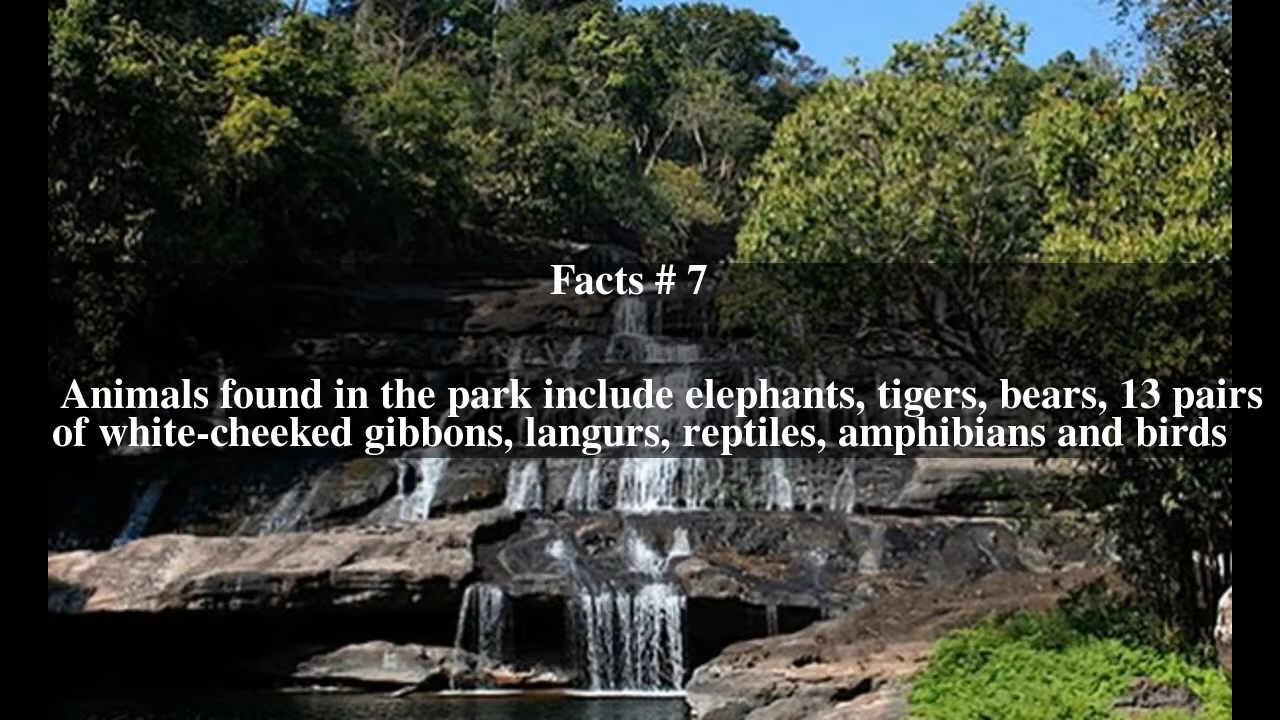 Facts # 7
Animals found in the park include elephants, tigers, bears, 13 pairs
of white-cheeked gibbons, langurs, reptiles, amphibians and birds